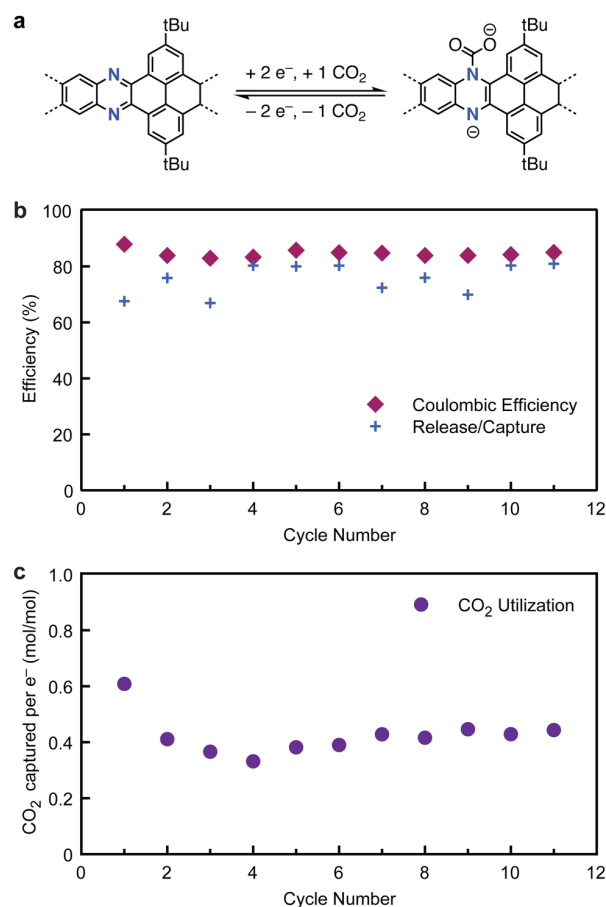 a
tBu
tBu
N
N
tBu
tBu
+ 2 e⁻, + 1 CO₂
− 2 e⁻, − 1 CO₂
O
O
⊖
N
N
⊖
tBu
tBu
b
100
80
60
40
20
0
Efficiency (%)
Coulombic Efficiency
Release/Capture
0
2
4
6
8
10
12
Cycle Number
c
1.0
0.8
0.6
0.4
0.2
0
CO₂ captured per e⁻ (mol/mol)
CO₂ Utilization
0
2
4
6
8
10
12
Cycle Number